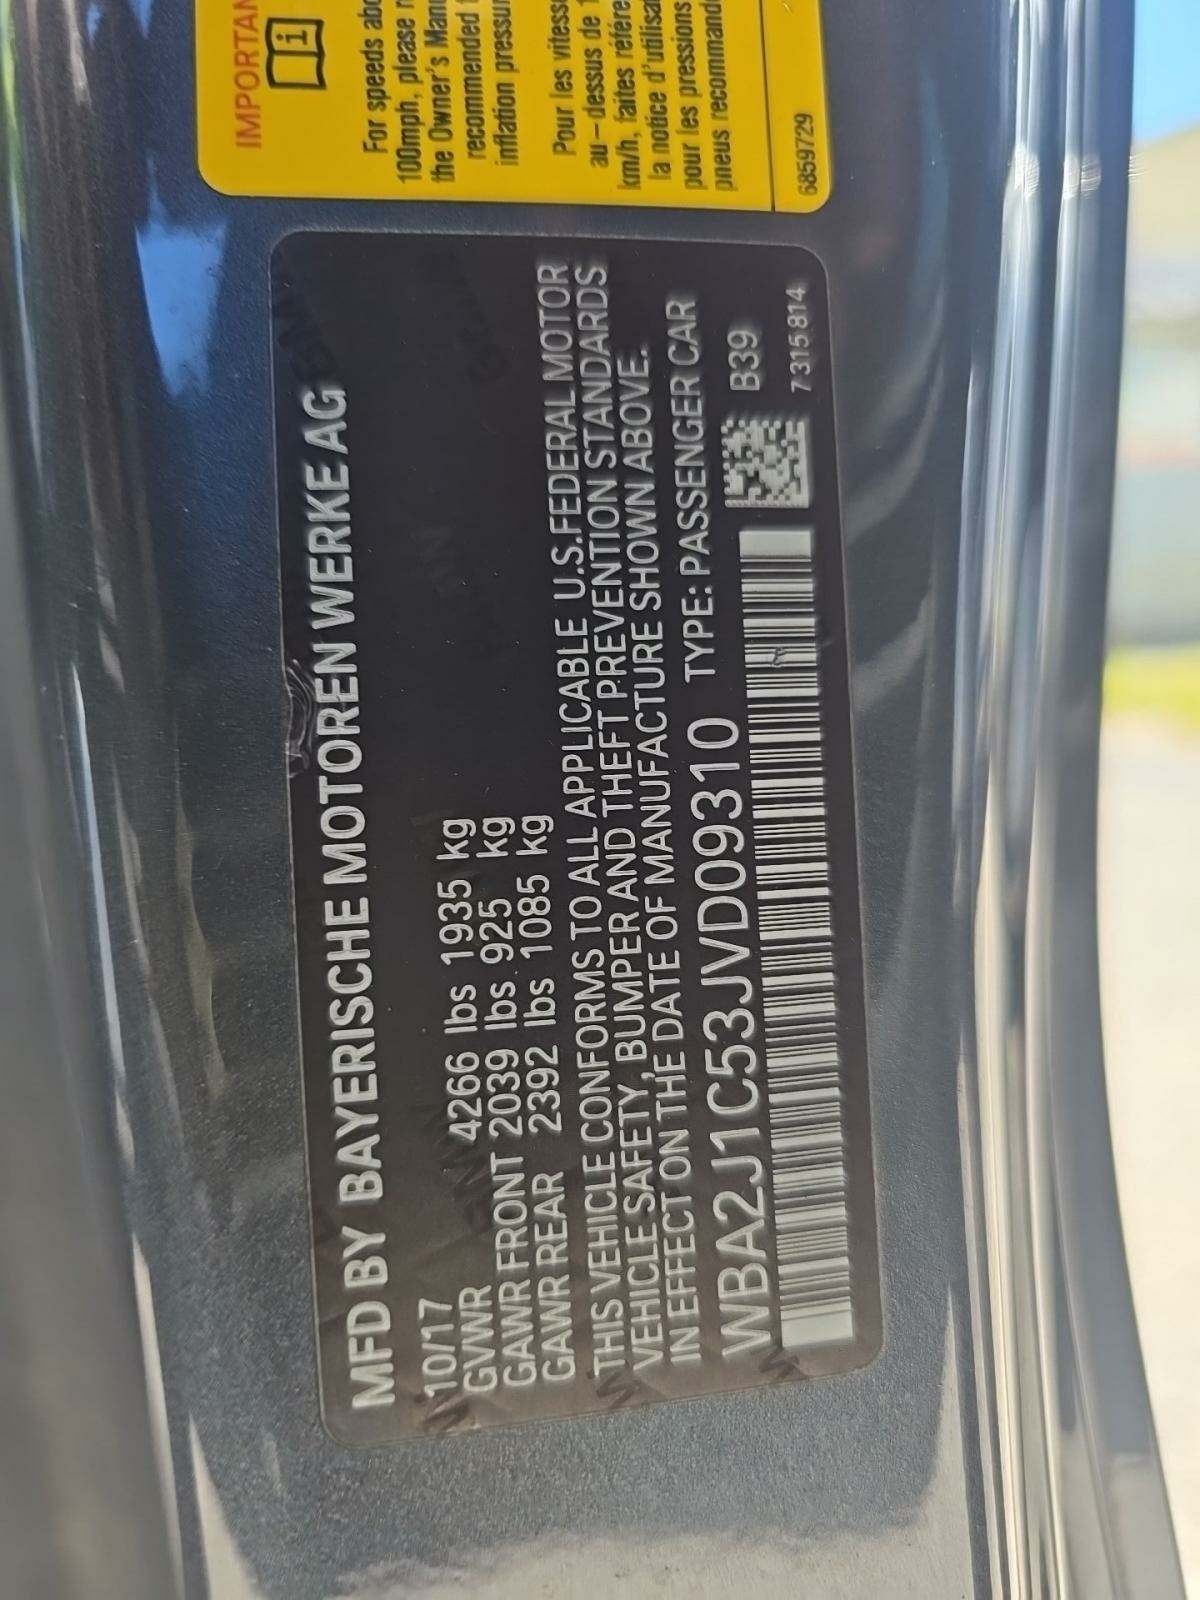 MFD BY BAYERISCHE MOTOREN WERKE AG
10/17
GVWR 4266 lbs 1935 kg
GAWR FRONT 2039 lbs 925 kg
GAWR REAR 2392 lbs 1085 kg
THIS VEHICLE CONFORMS TO ALL APPLICABLE U.S.FEDERAL MOTOR
VEHICLE SAFETY, BUMPER AND THEFT PREVENTION STANDARDS
IN EFFECT ON THE DATE OF MANUFACTURE SHOWN ABOVE.
WBA2J1C53JVD09310 TYPE: PASSENGER CAR
B39
7315814
IMPORTAN
For speeds abo
100mph, please r
the Owner's Man
recommended t
inflation pressur
Pour les vitess
au-dessus de 1
km/h, faites référe
la notice d'utilisa
pour les pressions
pneus recommand
6859729